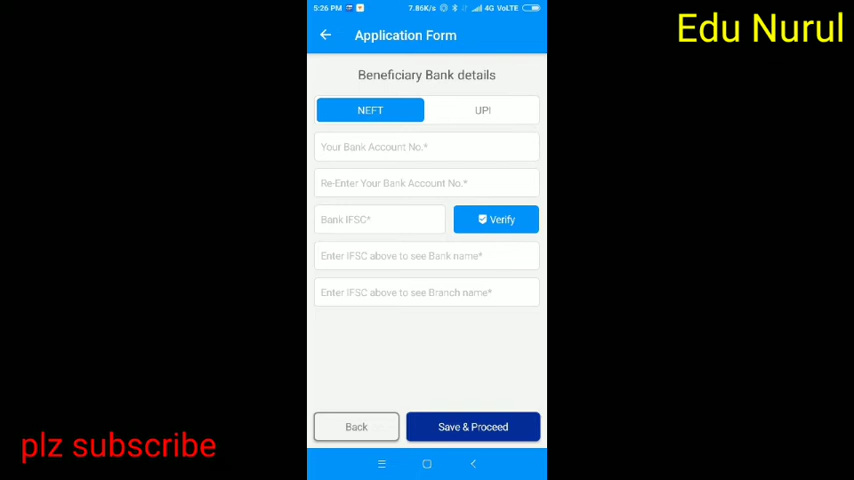 5:26 PM
7.86K/s
4G VoLTE
Edu Nurul
Application Form
Beneficiary Bank details
NEFT
UPI
Your Bank Account No.*
Re-Enter Your Bank Account No.*
Bank IFSC*
Verify
Enter IFSC above to see Bank name*
Enter IFSC above to see Branch name*
Back
Save & Proceed
plz subscribe